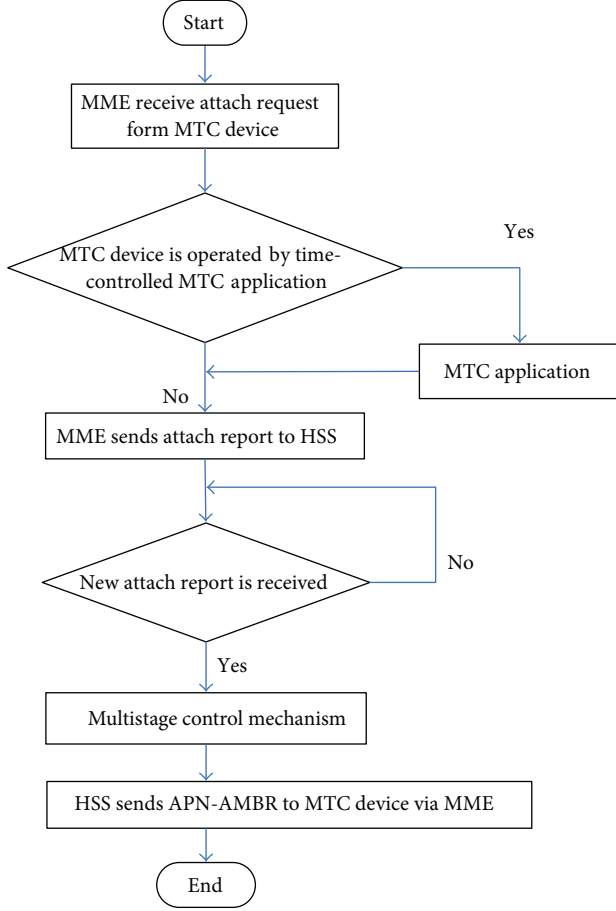 Start
MME receive attach request
form MTC device
Yes
MTC device is operated by time-
controlled MTC application
MTC application
No
MME sends attach report to HSS
No
New attach report is received
Yes
Multistage control mechanism
HSS sends APN-AMBR to MTC device via MME
End